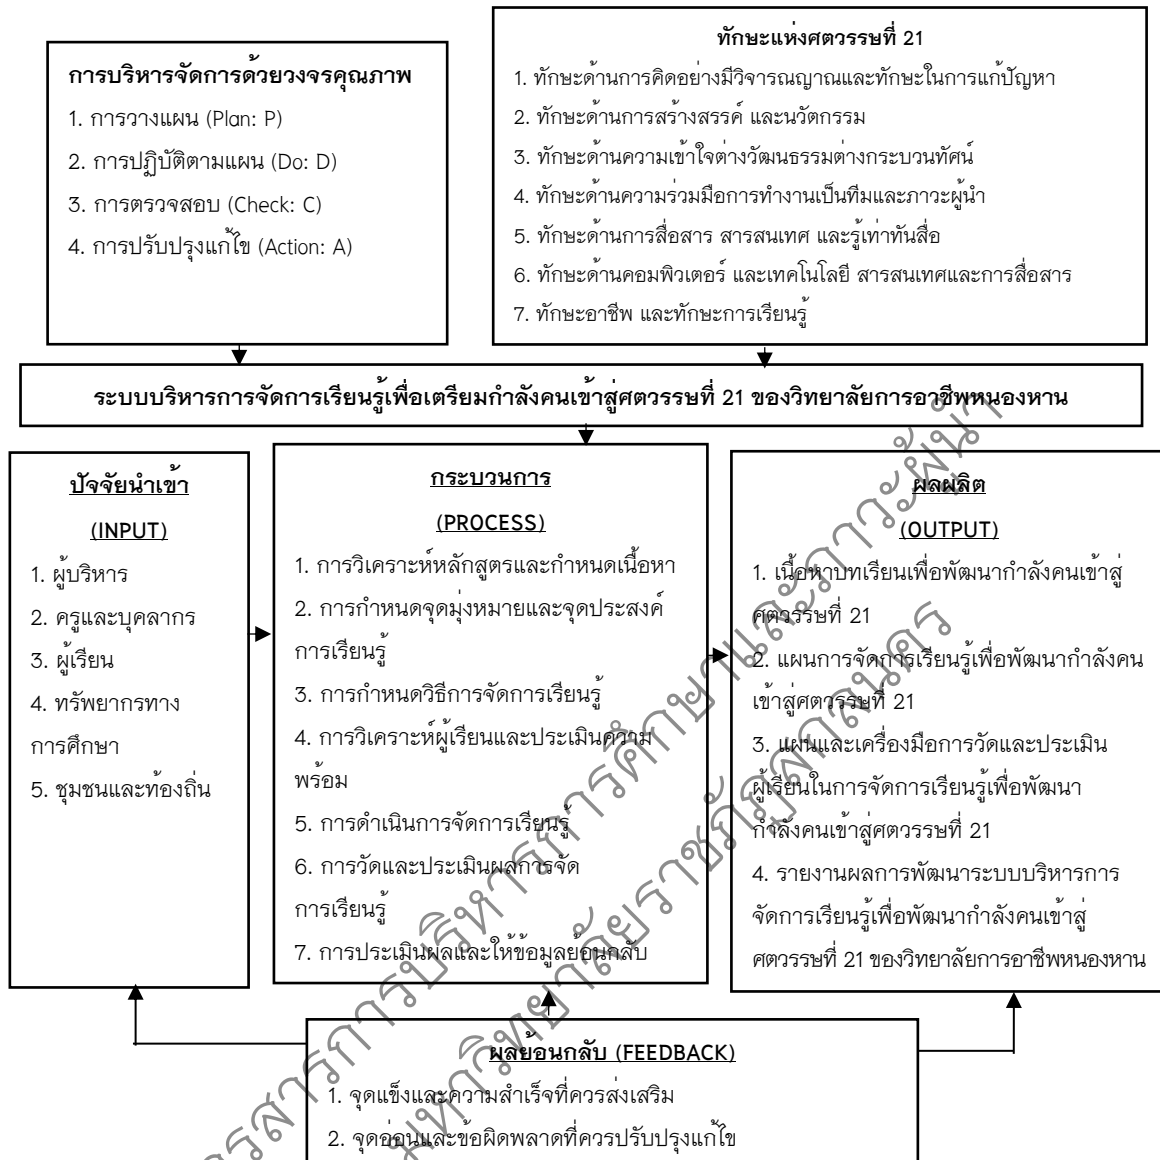 การบริหารจัดการด้วยวงจรคุณภาพ
1. การวางแผน (Plan: P)
2. การปฏิบัติตามแผน (Do: D)
3. การตรวจสอบ (Check: C)
4. การปรับปรุงแก้ไข (Action: A)
ทักษะแห่งศตวรรษที่ 21
1. ทักษะด้านการคิดอย่างมีวิจารณญาณและทักษะในการแก้ปัญหา
2. ทักษะด้านการสร้างสรรค์ และนวัตกรรม
3. ทักษะด้านความเข้าใจต่างวัฒนธรรมต่างกระบวนทัศน์
4. ทักษะด้านความร่วมมือการทำงานเป็นทีมและภาวะผู้นำ
5. ทักษะด้านการสื่อสาร สารสนเทศ และรู้เท่าทันสื่อ
6. ทักษะด้านคอมพิวเตอร์ และเทคโนโลยี สารสนเทศและการสื่อสาร
7. ทักษะอาชีพ และทักษะการเรียนรู้
ระบบบริหารการจัดการเรียนรู้เพื่อเตรียมกำลังคนเข้าสู่ศตวรรษที่ 21 ของวิทยาลัยการอาชีพหนองหาน
ปัจจัยนำเข้า
(INPUT)
1. ผู้บริหาร
2. ครูและบุคลากร
3. ผู้เรียน
4. ทรัพยากรทาง
การศึกษา
5. ชุมชนและท้องถิ่น
กระบวนการ
(PROCESS)
1. การวิเคราะห์หลักสูตรและกำหนดเนื้อหา
2. การกำหนดจุดมุ่งหมายและจุดประสงค์
การเรียนรู้
3. การกำหนดวิธีการจัดการเรียนรู้
4. การวิเคราะห์ผู้เรียนและประเมินความ
พร้อม
5. การดำเนินการจัดการเรียนรู้
6. การวัดและประเมินผลการจัด
การเรียนรู้
7. การประเมินผลและให้ข้อมูลย้อนกลับ
ผลผลิต
(OUTPUT)
1. เนื้อหาบทเรียนเพื่อพัฒนากำลังคนเข้าสู่
ศตวรรษที่ 21
2. แผนการจัดการเรียนรู้เพื่อพัฒนากำลังคน
เข้าสู่ศตวรรษที่ 21
3. แผนและเครื่องมือการวัดและประเมิน
ผู้เรียนในการจัดการเรียนรู้เพื่อพัฒนา
กำลังคนเข้าสู่ศตวรรษที่ 21
4. รายงานผลการพัฒนาระบบบริหารการ
จัดการเรียนรู้เพื่อพัฒนากำลังคนเข้าสู่
ศตวรรษที่ 21 ของวิทยาลัยการอาชีพหนองหาน
ผลย้อนกลับ (FEEDBACK)
1. จุดแข็งและความสำเร็จที่ควรส่งเสริม
2. จุดอ่อนและข้อผิดพลาดที่ควรปรับปรุงแก้ไข
วารสารการบริหารการศึกษาและภาวะผู้นำ
มหาวิทยาลัยราชภัฏสกลนคร